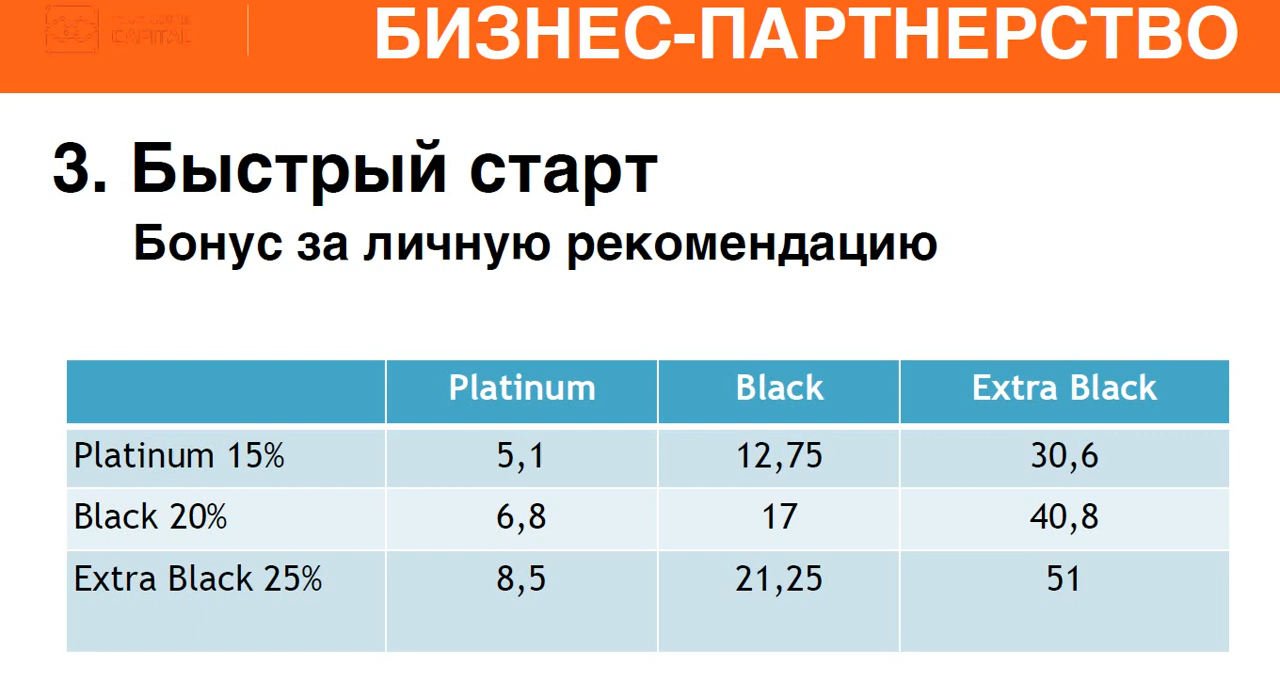 CAPITAL
БИЗНЕС-ПАРТНЕРСТВО
3. Быстрый старт
Бонус за личную рекомендацию
Platinum Black Extra Black
Platinum 15% 5,1 12,75 30,6
Black 20% 6,8 17 40,8
Extra Black 25% 8,5 21,25 51